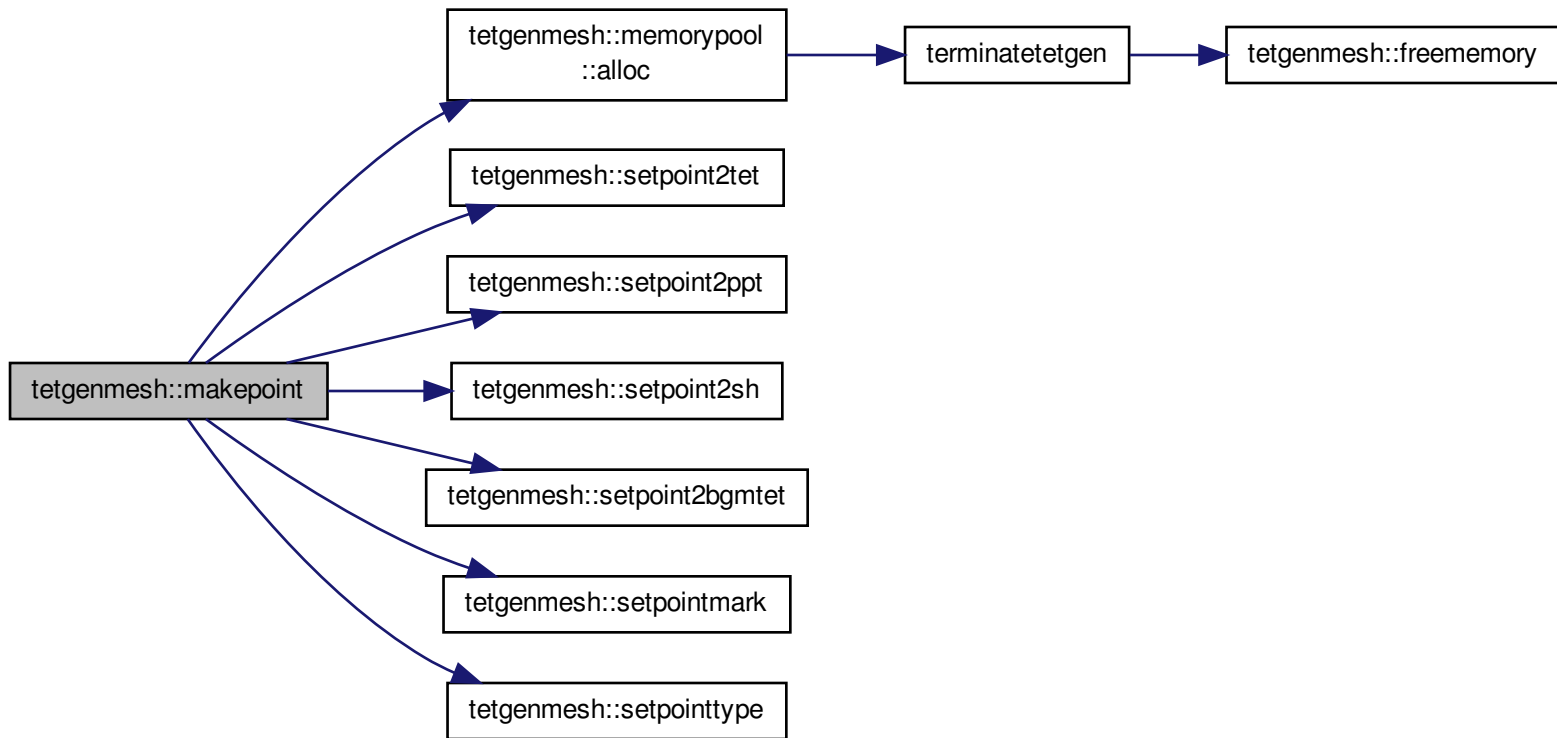 tetgenmesh::memorypool
::alloc
terminatetetgen
tetgenmesh::freememory
tetgenmesh::setpoint2tet
tetgenmesh::setpoint2ppt
tetgenmesh::makepoint
tetgenmesh::setpoint2sh
tetgenmesh::setpoint2bgmtet
tetgenmesh::setpointmark
tetgenmesh::setpointtype